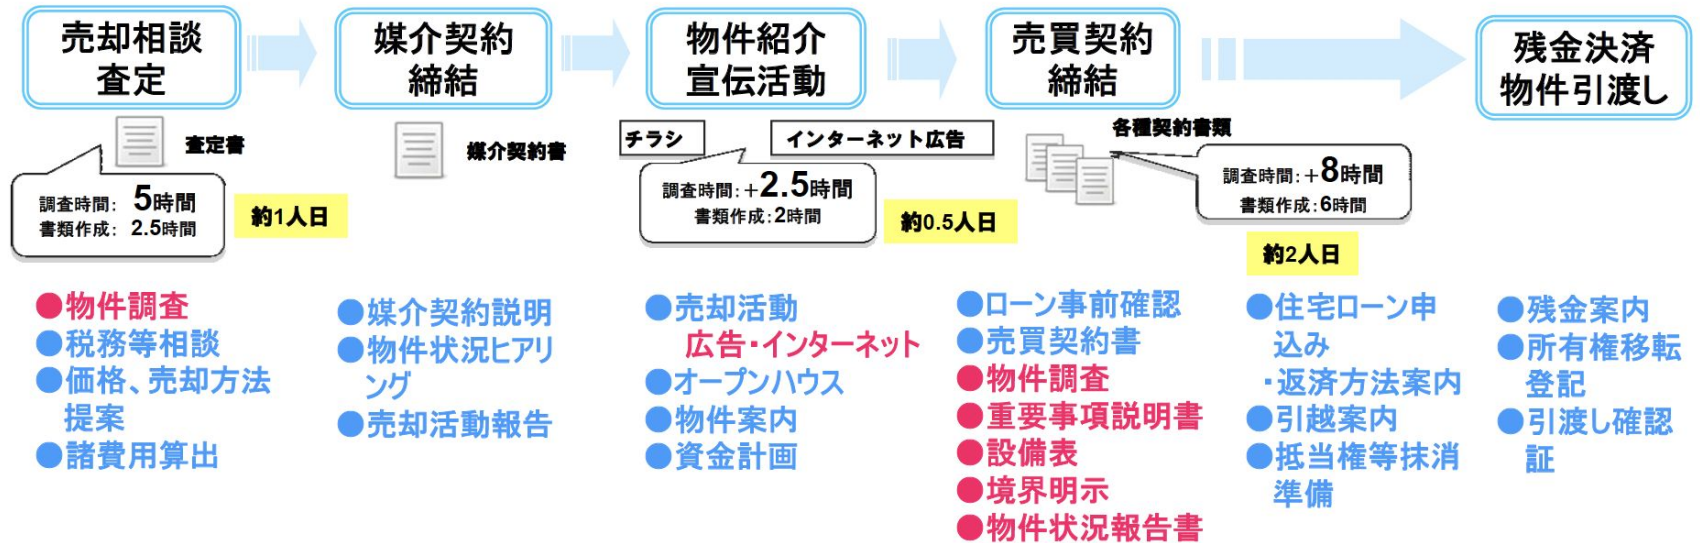 売却相談
査定
媒介契約
締結
物件紹介
宣伝活動
売買契約
締結
残金決済
物件引渡し
査定書
調査時間： 5時間
書類作成： 2.5時間
約1人日
媒介契約書
チラシ
インターネット広告
調査時間：+2.5時間
書類作成：2時間
約0.5人日
各種契約書類
調査時間：+8時間
書類作成：6時間
約2人日
●物件調査
●税務等相談
●価格、売却方法
提案
●諸費用算出
●媒介契約説明
●物件状況ヒアリ
ング
●売却活動報告
●売却活動
広告・インターネット
●オープンハウス
●物件案内
●資金計画
●ローン事前確認
●売買契約書
●物件調査
●重要事項説明書
●設備表
●境界明示
●物件状況報告書
●住宅ローン申
込み
・返済方法案内
●引越案内
●抵当権等抹消
準備
●残金案内
●所有権移転
登記
●引渡し確認
証